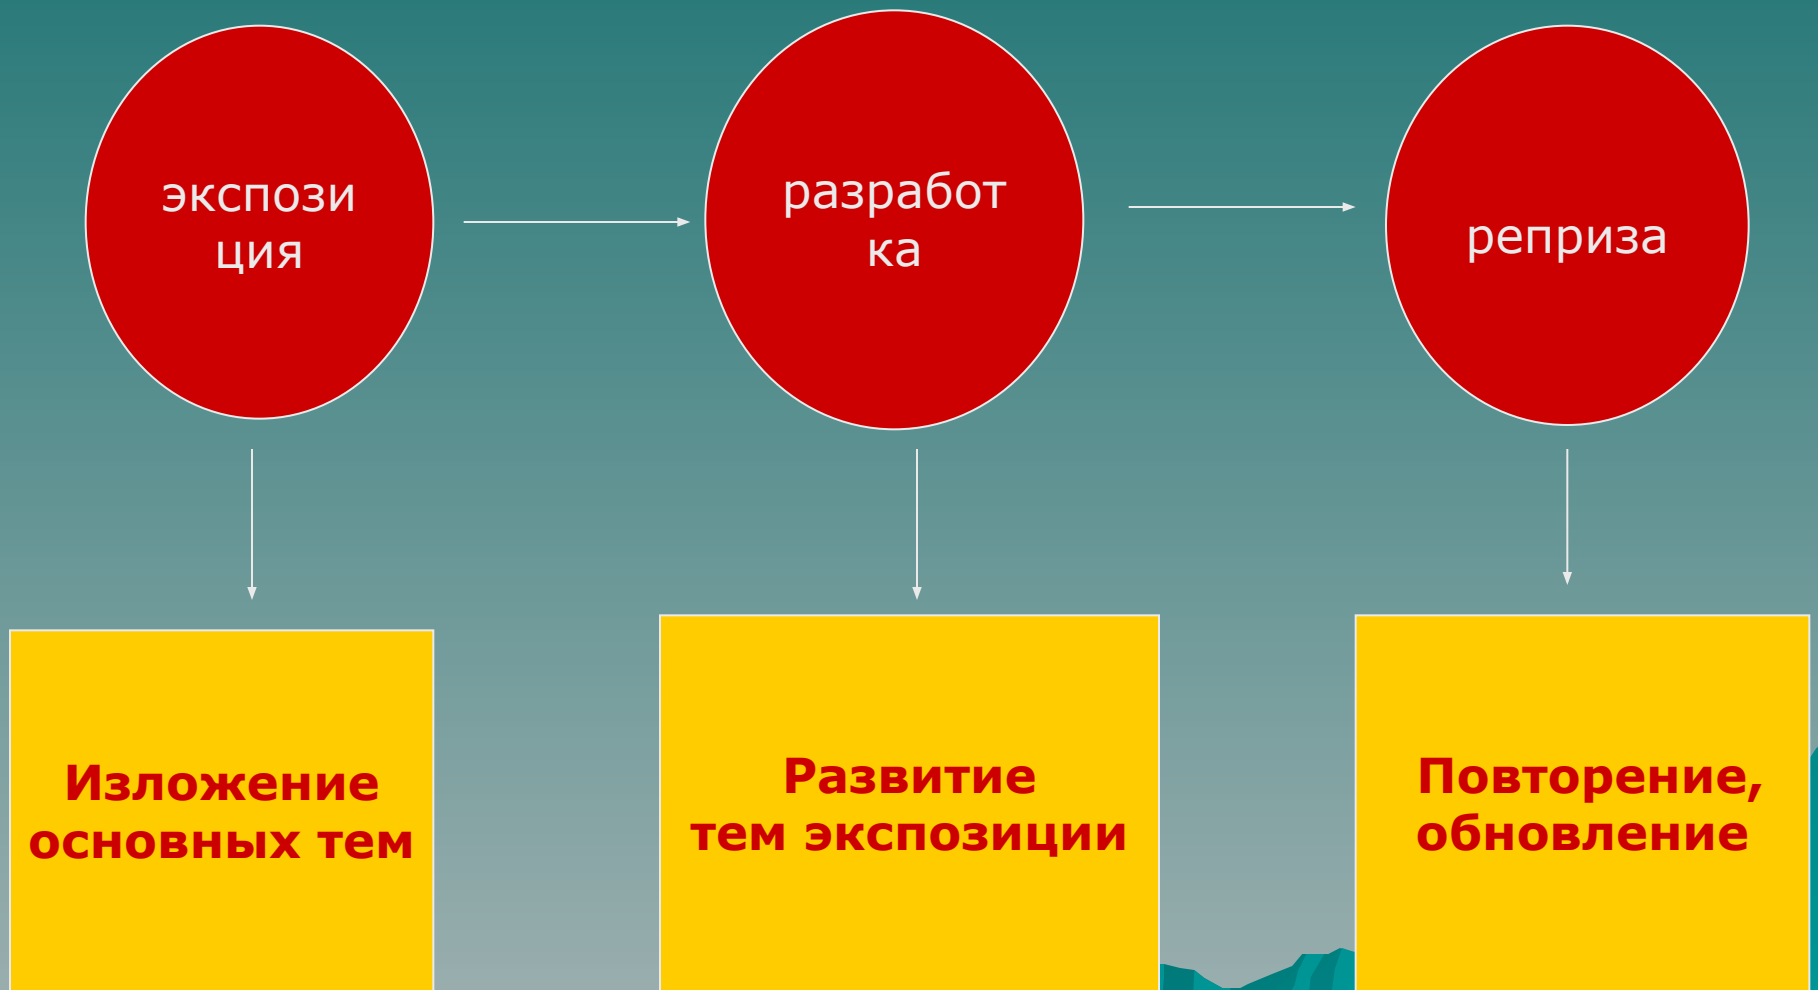 экспози
ция
разработ
ка
реприза
Изложение
основных тем
Развитие
тем экспозиции
Повторение,
обновление